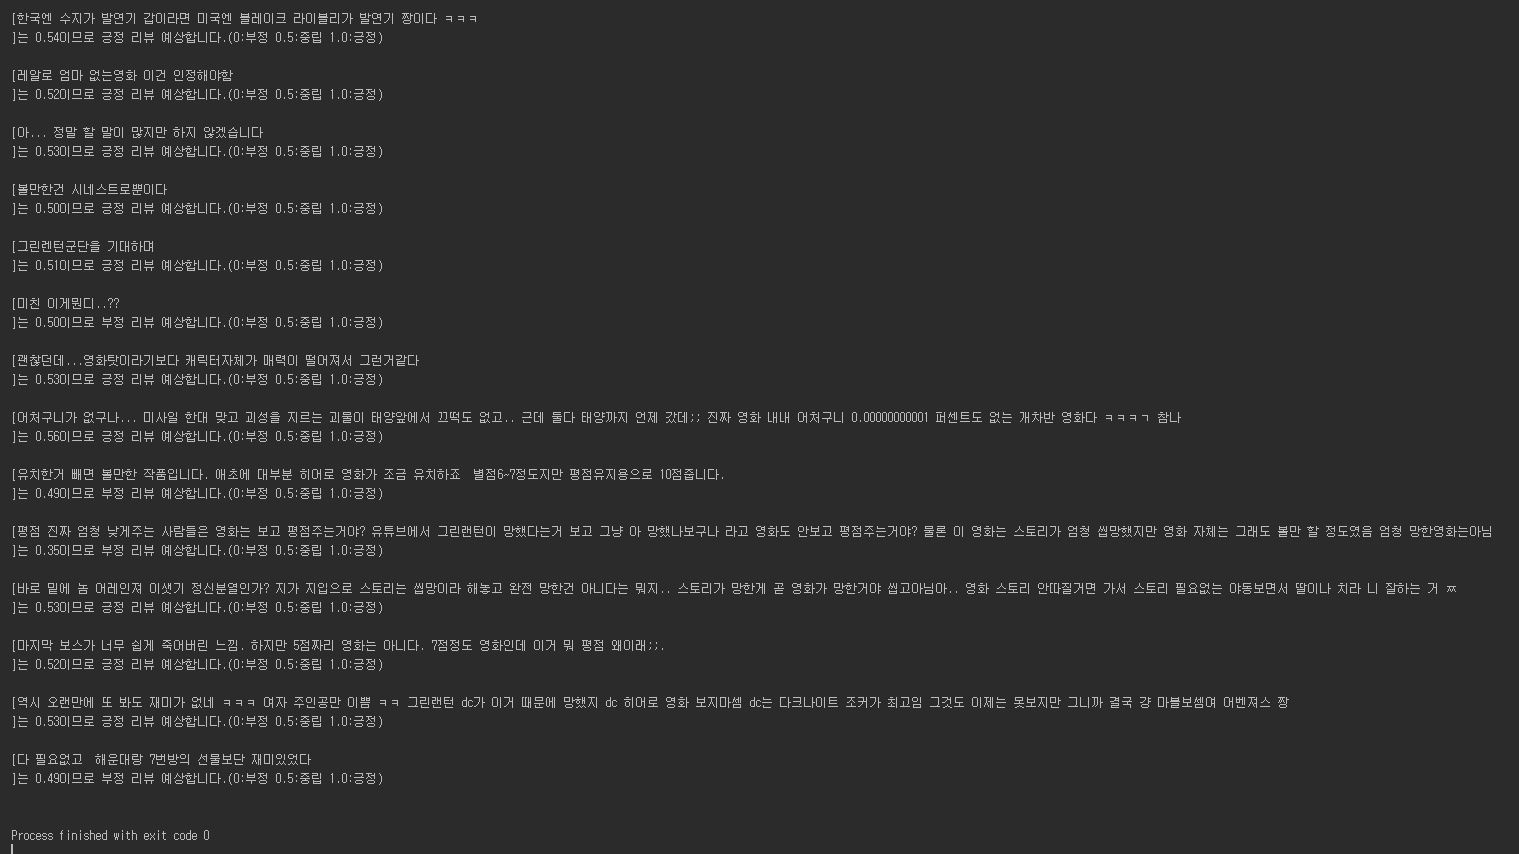 [한국엔 수지가 발연기 갑이라면 미국엔 블레이크 라이블리가 발연기 짱이다 ㅋㅋㅋ
]는 0.54이므로 긍정 리뷰 예상합니다.(0:부정 0.5:중립 1.0:긍정)
[레알로 엄마 없는영화 이건 인정해야함
]는 0.52이므로 긍정 리뷰 예상합니다.(0:부정 0.5:중립 1.0:긍정)
[아... 정말 할 말이 많지만 하지 않겠습니다
]는 0.53이므로 긍정 리뷰 예상합니다.(0:부정 0.5:중립 1.0:긍정)
[볼만한건 시네스트로뿐이다
]는 0.50이므로 긍정 리뷰 예상합니다.(0:부정 0.5:중립 1.0:긍정)
[그린렌턴군단을 기대하며
]는 0.51이므로 긍정 리뷰 예상합니다.(0:부정 0.5:중립 1.0:긍정)
[미친 이게뭔디..??
]는 0.50이므로 부정 리뷰 예상합니다.(0:부정 0.5:중립 1.0:긍정)
[괜찮던데...영화탓이라기보다 캐릭터자체가 매력이 떨어져서 그런거같다
]는 0.53이므로 긍정 리뷰 예상합니다.(0:부정 0.5:중립 1.0:긍정)
[어처구니가 없구나... 미사일 한대 맞고 괴성을 지르는 괴물이 태양앞에서 끄떡도 없고.. 근데 둘다 태양까지 언제 갔데;; 진짜 영화 내내 어처구니 0.00000000001 퍼센트도 없는 개차반 영화다 ㅋㅋㅋㄱ 참나
]는 0.56이므로 긍정 리뷰 예상합니다.(0:부정 0.5:중립 1.0:긍정)
[유치한거 빼면 볼만한 작품입니다. 애초에 대부분 히어로 영화가 조금 유치하죠  별점6~7정도지만 평점유지용으로 10점줍니다.
]는 0.49이므로 부정 리뷰 예상합니다.(0:부정 0.5:중립 1.0:긍정)
[평점 진짜 엄청 낮게주는 사람들은 영화는 보고 평점주는거야? 유튜브에서 그린랜턴이 망했다는거 보고 그냥 아 망했나보구나 라고 영화도 안보고 평점주는거야? 물론 이 영화는 스토리가 엄청 씹망했지만 영화 자체는 그래도 볼만 할 정도였음 엄청 망한영화는아님
]는 0.35이므로 부정 리뷰 예상합니다.(0:부정 0.5:중립 1.0:긍정)
[바로 밑에 놈 어레인져 이샛기 정신분열인가? 지가 지입으로 스토리는 씹망이라 해놓고 완전 망한건 아니다는 뭐지.. 스토리가 망한게 곧 영화가 망한거야 씹고아님아.. 영화 스토리 안따질거면 가서 스토리 필요없는 야동보면서 딸이나 치라 니 잘하는 거 ㅉ
]는 0.53이므로 긍정 리뷰 예상합니다.(0:부정 0.5:중립 1.0:긍정)
[마지막 보스가 너무 쉽게 죽어버린 느낌. 하지만 5점짜리 영화는 아니다. 7점정도 영화인데 이거 뭐 평점 왜이래;;.
]는 0.52이므로 긍정 리뷰 예상합니다.(0:부정 0.5:중립 1.0:긍정)
[역시 오랜만에 또 봐도 재미가 없네 ㅋㅋㅋ 여자 주인공만 이쁨 ㅋㅋ 그린랜턴 dc가 이거 때문에 망했지 dc 히어로 영화 보지마셈 dc는 다크나이트 조커가 최고임 그것도 이제는 못보지만 그니까 결국 걍 마블보셈여 어벤져스 짱
]는 0.53이므로 긍정 리뷰 예상합니다.(0:부정 0.5:중립 1.0:긍정)
[다 필요없고  해운대랑 7번방의 선물보단 재미있었다
]는 0.49이므로 부정 리뷰 예상합니다.(0:부정 0.5:중립 1.0:긍정)
Process finished with exit code 0